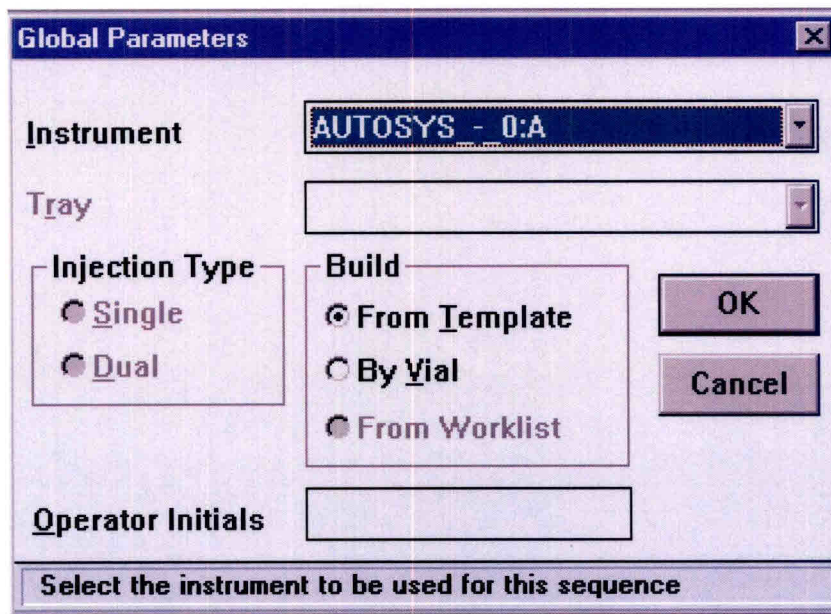 Global Parameters
Instrument
AUTOSYS_-_0:A
Tray
Injection Type
Single
Dual
Build
From Template
By Vial
From Worklist
OK
Cancel
Operator Initials
Select the instrument to be used for this sequence